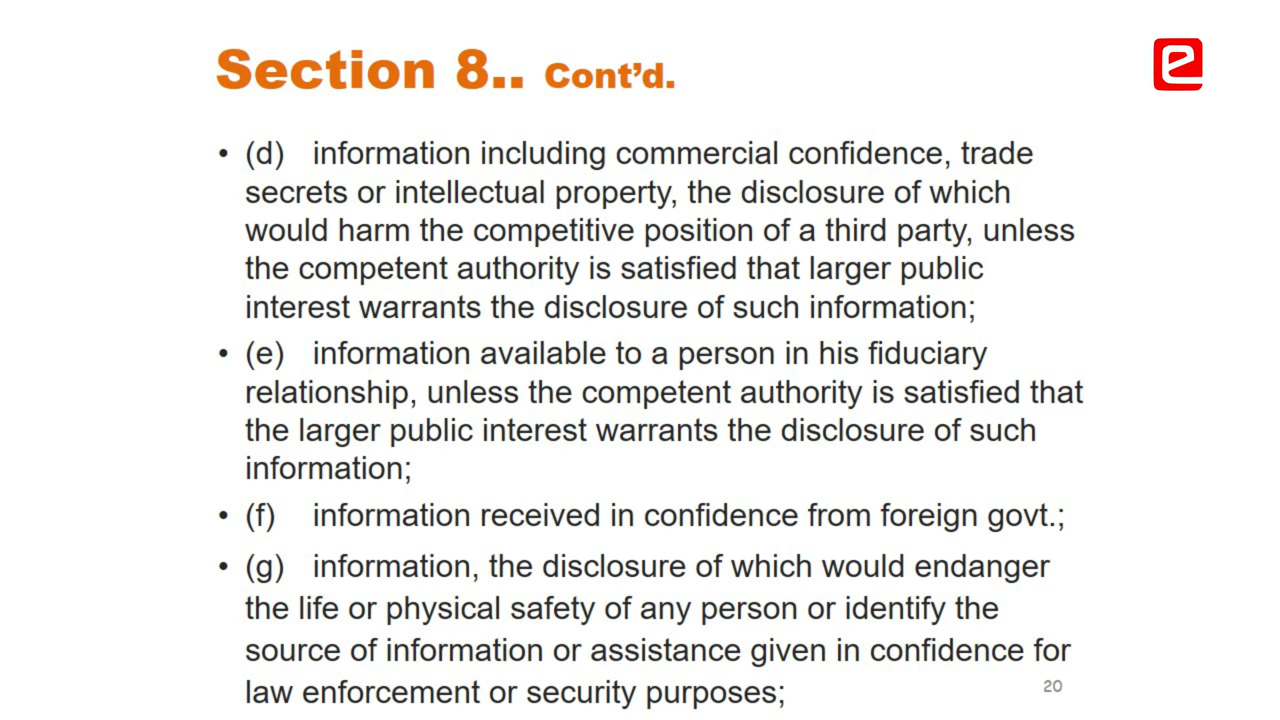 Section 8.. Cont'd.
• (d) information including commercial confidence, trade
secrets or intellectual property, the disclosure of which
would harm the competitive position of a third party, unless
the competent authority is satisfied that larger public
interest warrants the disclosure of such information;
• (e) information available to a person in his fiduciary
relationship, unless the competent authority is satisfied that
the larger public interest warrants the disclosure of such
information;
• (f) information received in confidence from foreign govt.;
• (g) information, the disclosure of which would endanger
the life or physical safety of any person or identify the
source of information or assistance given in confidence for
law enforcement or security purposes;
20